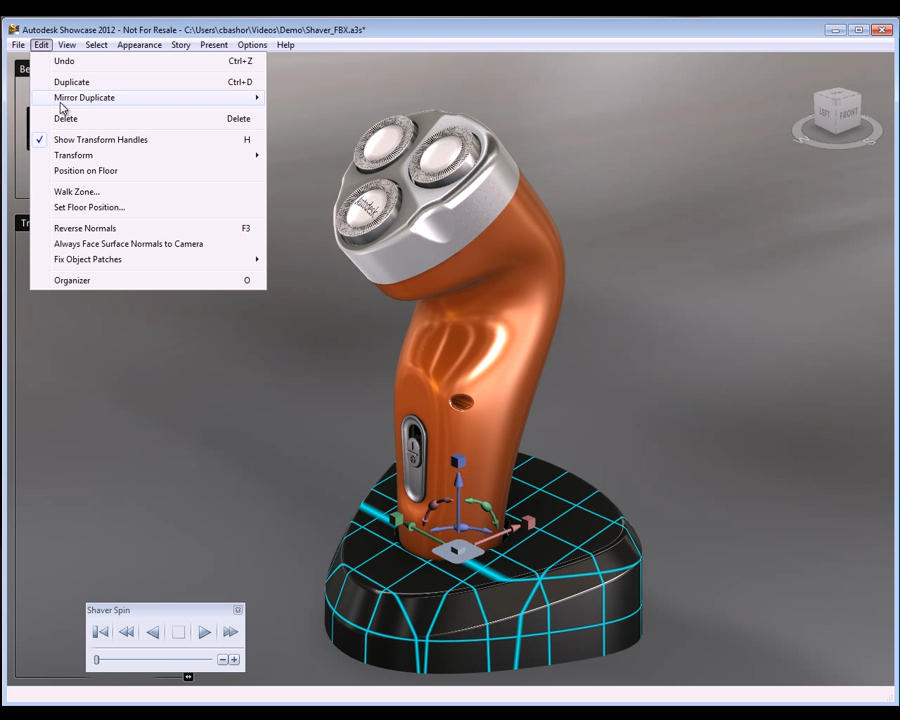 Autodesk Showcase 2012 - Not For Resale - C:\Users\cbashor\Videos\Demo\Shaver_FBX.a3s*
File Edit View Select Appearance Story Present Options Help
Be
Undo Ctrl+Z
Duplicate Ctrl+D
Mirror Duplicate
Delete Delete
Show Transform Handles H
Transform
Position on Floor
Walk Zone...
Set Floor Position...
Tr
Reverse Normals F3
Always Face Surface Normals to Camera
Fix Object Patches
Organizer O
LEFT FRONT
Autodesk
Shaver Spin